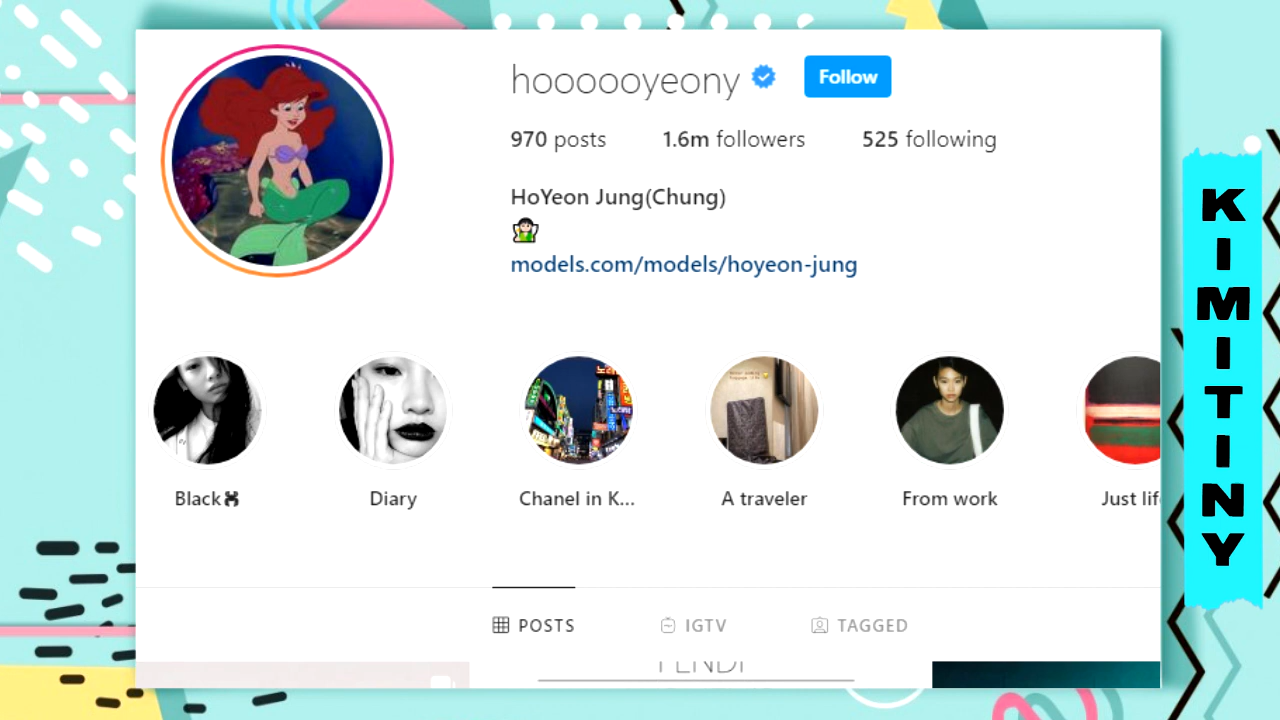 hoooooyeony Follow
970 posts 1.6m followers 525 following
HoYeon Jung(Chung)
models.com/models/hoyeon-jung
Black Diary Chanel in K... A traveler From work Just lif
POSTS IGTV TAGGED
FENDI
KIMITINY